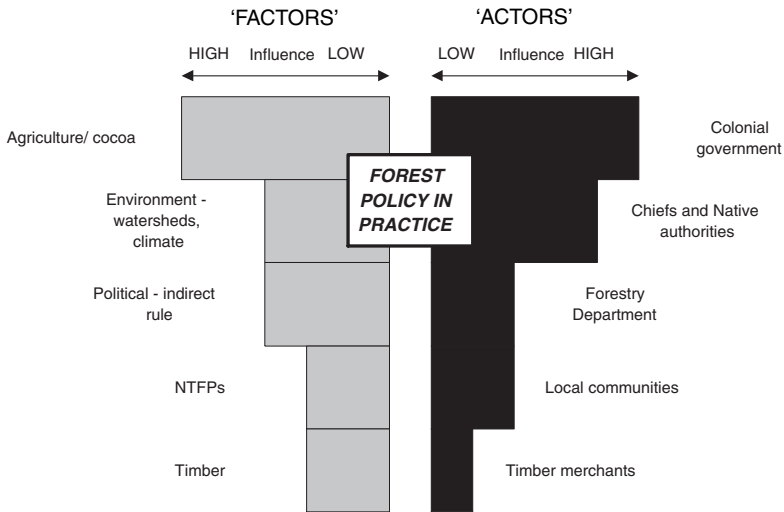 'FACTORS'
'ACTORS'
HIGH Influence LOW
LOW Influence HIGH
Agriculture/ cocoa
Colonial
government
FOREST
POLICY IN
PRACTICE
Environment -
watersheds,
climate
Chiefs and Native
authorities
Political - indirect
rule
Forestry
Department
NTFPs
Local communities
Timber
Timber merchants